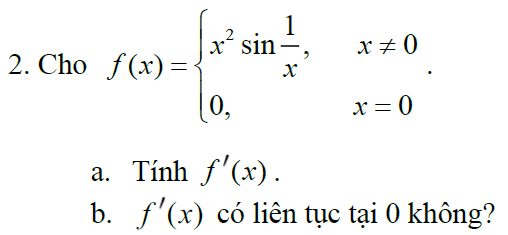 2. Cho f(x) = { x² sin 1/x, x ≠ 0
0, x = 0 .
a. Tính f′(x).
b. f′(x) có liên tục tại 0 không?